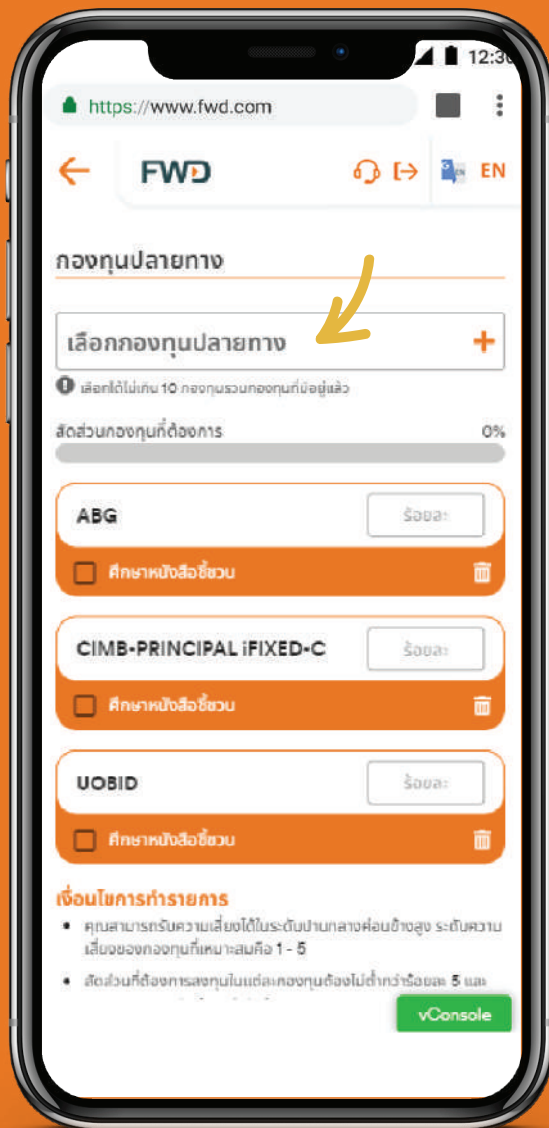 12:30
https://www.fwd.com
FWD
EN
กองทุนปลายทาง
เลือกกองทุนปลายทาง +
เลือกได้ไม่เกิน 10 กองทุนรวมกองทุนที่มีอยู่แล้ว
สัดส่วนกองทุนที่ต้องการ 0%
ABG ร้อยละ
ศึกษาหนังสือชี้ชวน
CIMB-PRINCIPAL iFIXED-C ร้อยละ
ศึกษาหนังสือชี้ชวน
UOBID ร้อยละ
ศึกษาหนังสือชี้ชวน
เงื่อนไขการทำรายการ
• คุณสามารถรับความเสี่ยงได้ในระดับปานกลางค่อนข้างสูง ระดับความ
เสี่ยงของกองทุนที่เหมาะสมคือ 1 - 5
• สัดส่วนที่ต้องการลงทุนในแต่ละกองทุนต้องไม่ต่ำกว่าร้อยละ 5 และ
vConsole